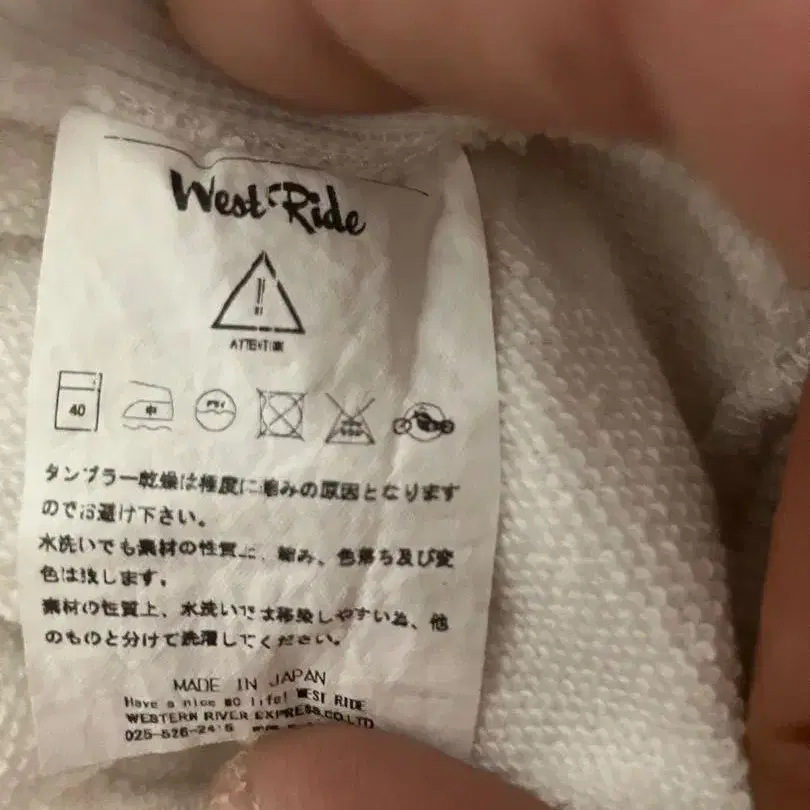 West Ride
ATTENTION
40
中
タンブラー乾燥は極度に縮みの原因となります
のでお避け下さい。
水洗いでも素材の性質上、縮み、色落ち及び変
色は致します。
素材の性質上、水洗いでは移染しやすい為、他
のものと分けて洗濯してください。
MADE IN JAPAN
Have a nice MC life! WEST RIDE
WESTERN RIVER EXPRESS.CO.LTD
025-526-24